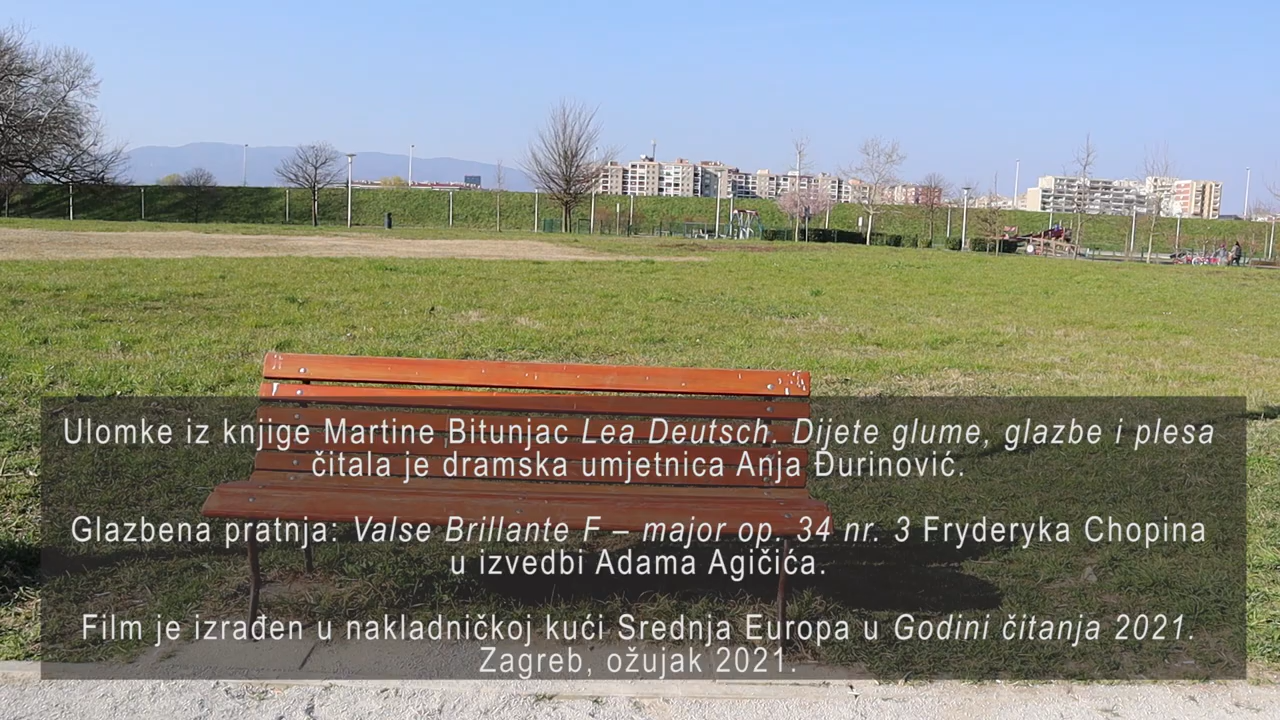 Ulomke iz knjige Martine Bitunjac Lea Deutsch. Dijete glume, glazbe i plesa
čitala je dramska umjetnica Anja Đurinović.
Glazbena pratnja: Valse Brillante F – major op. 34 nr. 3 Fryderyka Chopina
u izvedbi Adama Agičića.
Film je izrađen u nakladničkoj kući Srednja Europa u Godini čitanja 2021.
Zagreb, ožujak 2021.